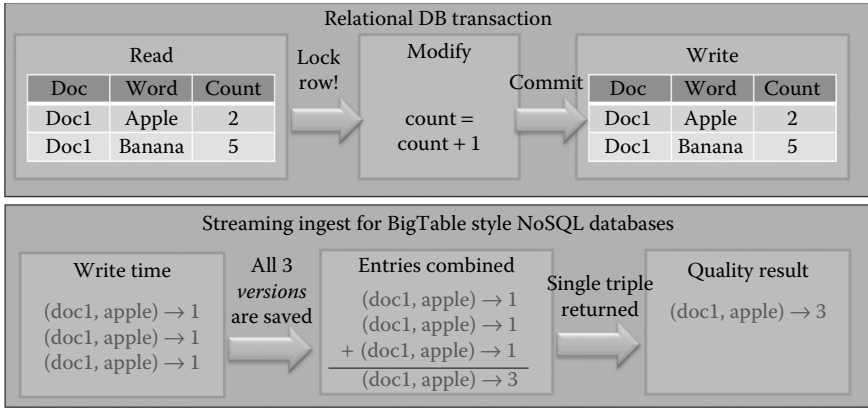 Relational DB transaction
Read
Doc Word Count
Doc1 Apple 2
Doc1 Banana 5
Lock
row!
Modify
count =
count + 1
Commit
Write
Doc Word Count
Doc1 Apple 2
Doc1 Banana 5
Streaming ingest for BigTable style NoSQL databases
Write time
(doc1, apple) → 1
(doc1, apple) → 1
(doc1, apple) → 1
All 3
versions
are saved
Entries combined
(doc1, apple) → 1
(doc1, apple) → 1
+ (doc1, apple) → 1
(doc1, apple) → 3
Single triple
returned
Quality result
(doc1, apple) → 3